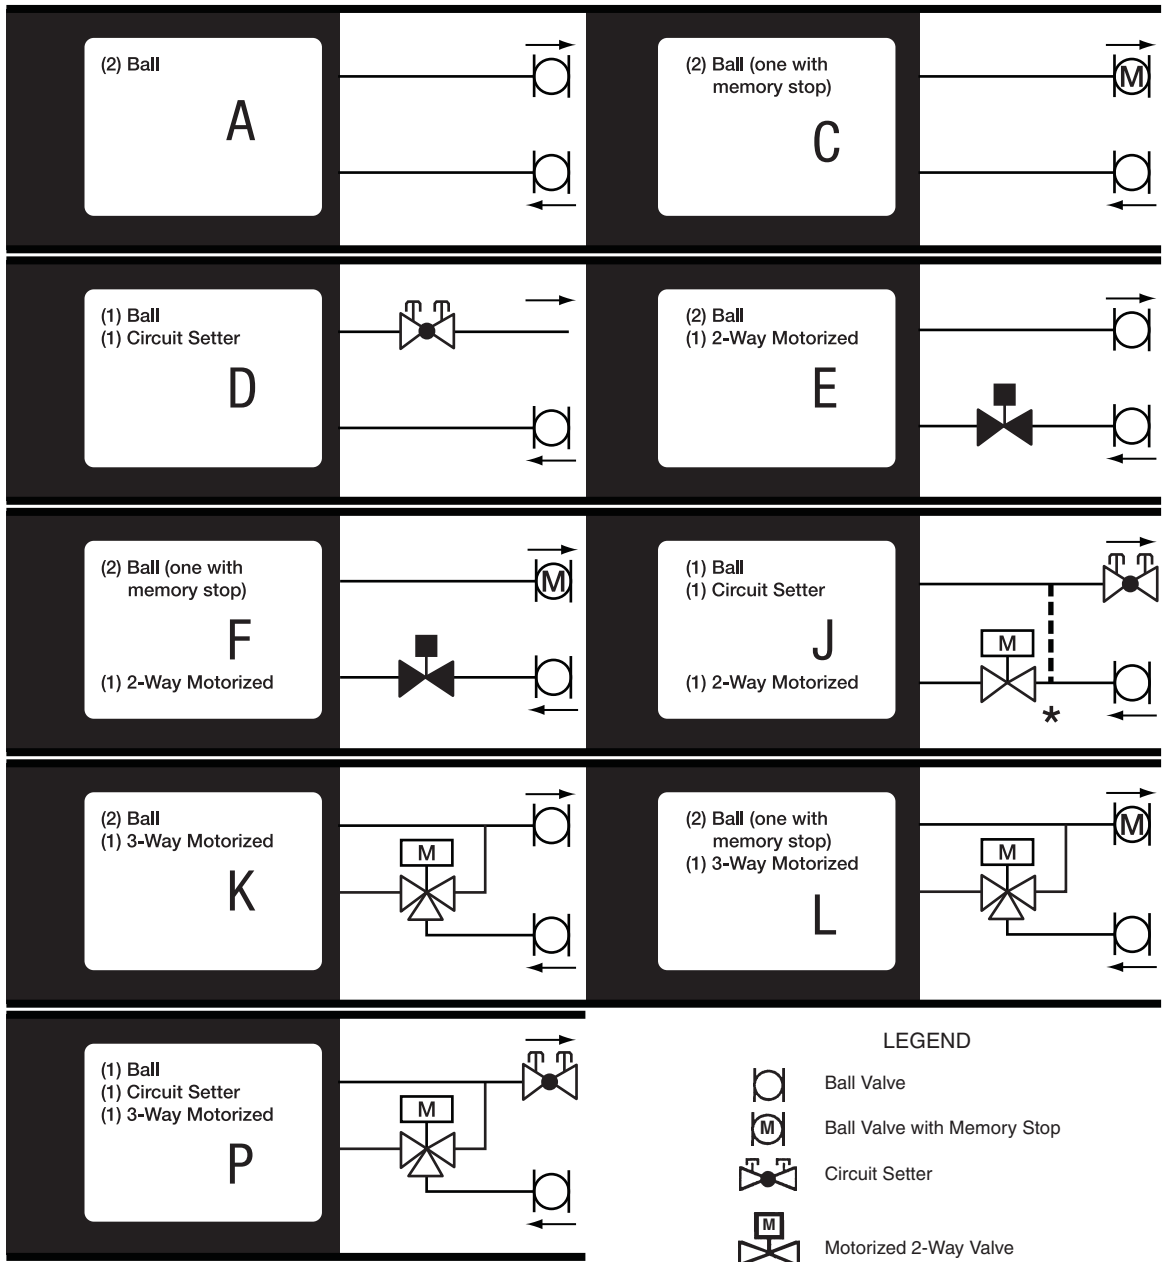 (2) Ball
A
(2) Ball (one with
memory stop)
C
M
(1) Ball
(1) Circuit Setter
D
(2) Ball
(1) 2-Way Motorized
E
(2) Ball (one with
memory stop)
F
(1) 2-Way Motorized
M
(1) Ball
(1) Circuit Setter
J
(1) 2-Way Motorized
M
*
(2) Ball
(1) 3-Way Motorized
K
M
(2) Ball (one with
memory stop)
(1) 3-Way Motorized
L
M
M
(1) Ball
(1) Circuit Setter
(1) 3-Way Motorized
P
M
LEGEND
Ball Valve
M
Ball Valve with Memory Stop
Circuit Setter
M
Motorized 2-Way Valve